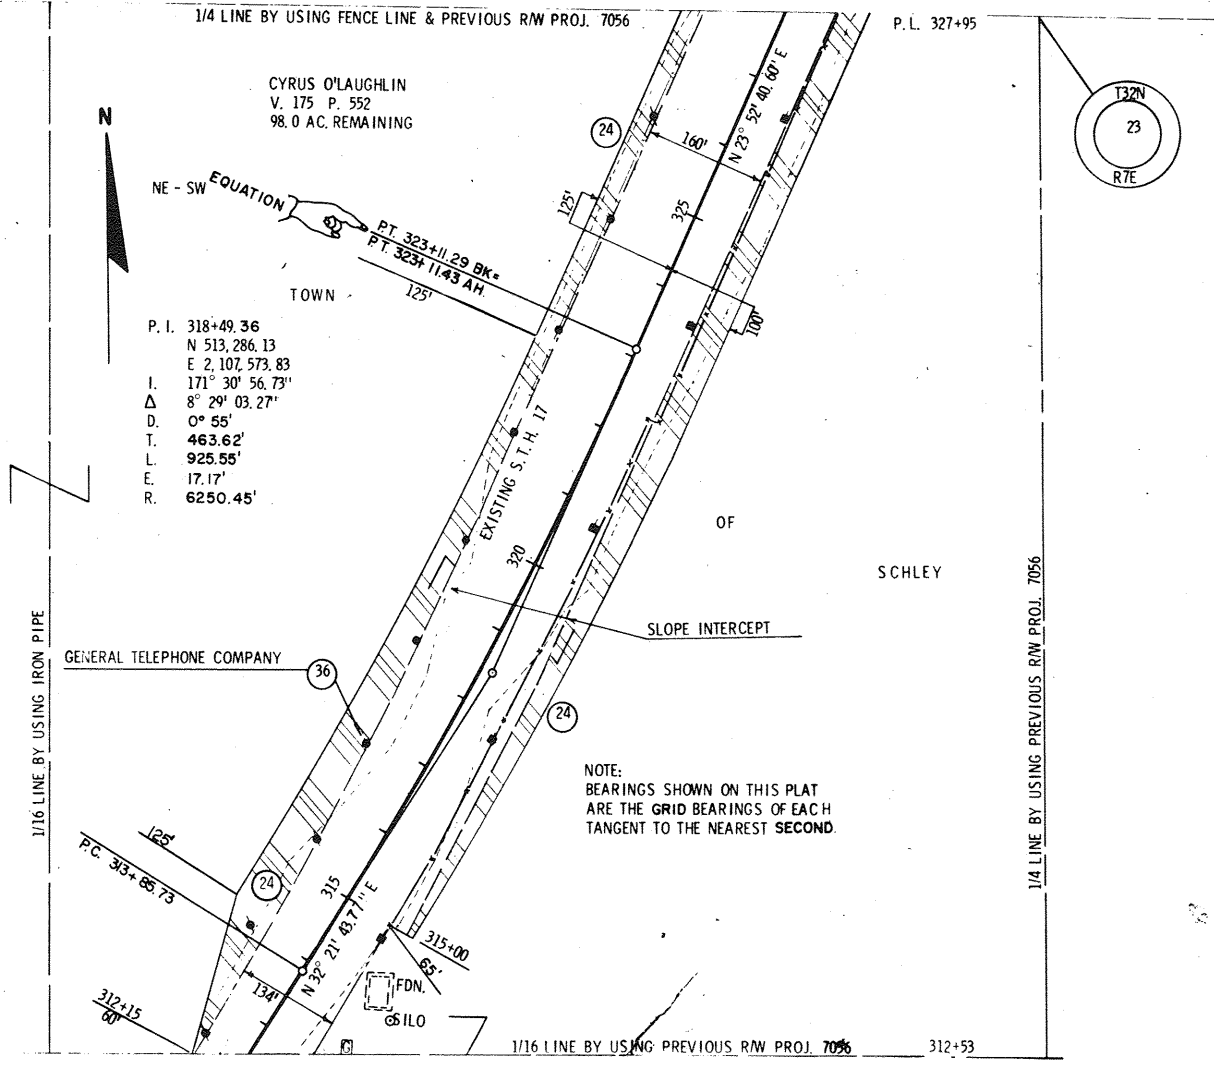 1/4 LINE BY USING FENCE LINE & PREVIOUS R/W PROJ. 7056
P.L. 327+95
CYRUS O'LAUGHLIN
V. 175 P. 552
98.0 AC. REMAINING
N
T32N
23
R7E
24
160'
N 23° 52' 40.60" E
NE - SW
EQUATION
125'
325
P.T. 323+11.29 BK=
P.T. 323+11.43 AH.
125'
TOWN
100'
P.I. 318+49.36
N 513,286.13
E 2,107,573.83
I. 171° 30' 56.73"
Δ 8° 29' 03.27"
D. 0° 55'
T. 463.62'
L. 925.55'
E. 17.17'
R. 6250.45'
EXISTING S.T.H. 17
320
OF
SCHLEY
SLOPE INTERCEPT
GENERAL TELEPHONE COMPANY
36
24
1/16 LINE BY USING IRON PIPE
1/4 LINE BY USING PREVIOUS R/W PROJ. 7056
NOTE:
BEARINGS SHOWN ON THIS PLAT
ARE THE GRID BEARINGS OF EACH
TANGENT TO THE NEAREST SECOND.
125'
P.C. 313+85.73
24
315
N 32° 21' 43.77" E
315+00
65'
134'
FDN.
SILO
312+15
60'
G
1/16 LINE BY USING PREVIOUS R/W PROJ. 7056
312+53